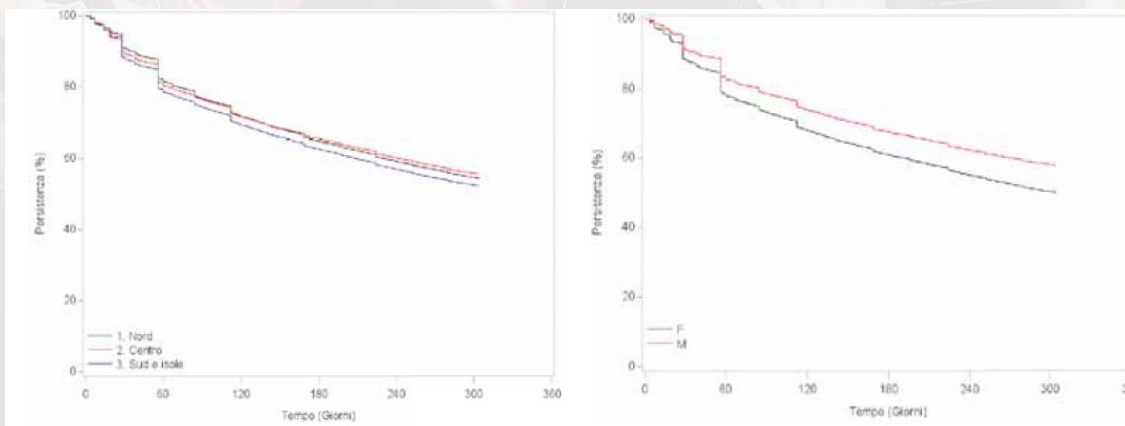 Persistenza (%)
100
80
60
40
20
0
1. Nord
2. Centro
3. Sud e isole
0 60 120 180 240 300 360
Tempo (Giorni)
Persistenza (%)
100
80
60
40
20
0
F
M
0 60 120 180 240 300
Tempo (Giorni)